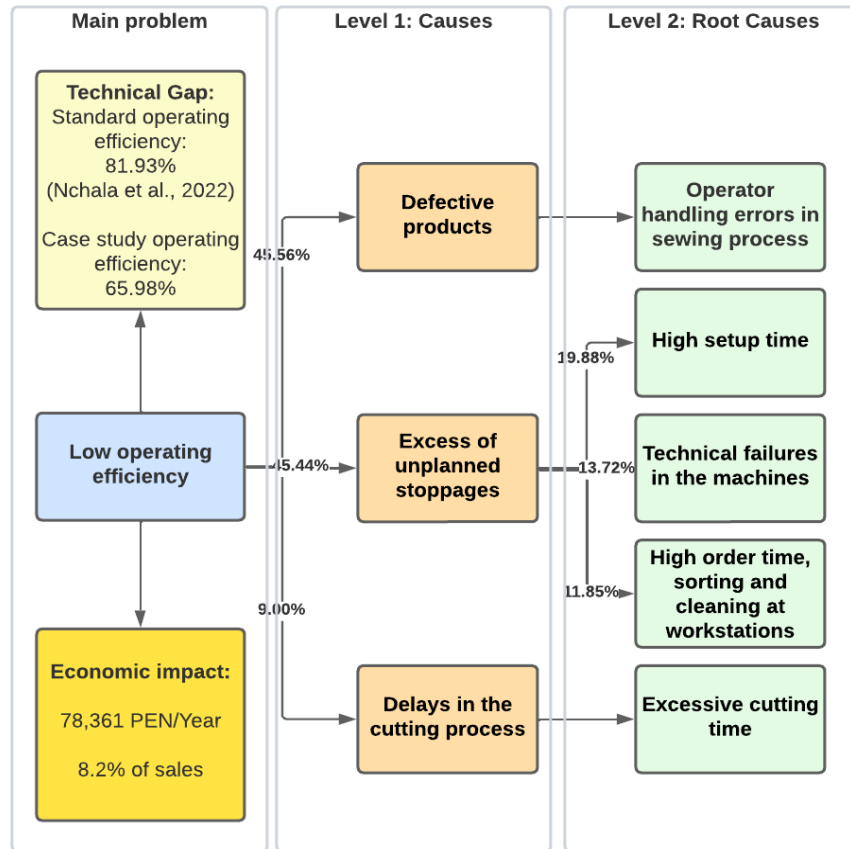 Main problem
Level 1: Causes
Level 2: Root Causes
Technical Gap:
Standard operating
efficiency:
81.93%
(Nchala et al., 2022)
Case study operating
efficiency:
65.98%
Low operating
efficiency
Economic impact:
78,361 PEN/Year
8.2% of sales
45.56%
45.44%
9.00%
Defective
products
Excess of
unplanned
stoppages
Delays in the
cutting process
19.88%
13.72%
11.85%
Operator
handling errors in
sewing process
High setup time
Technical failures
in the machines
High order time,
sorting and
cleaning at
workstations
Excessive cutting
time